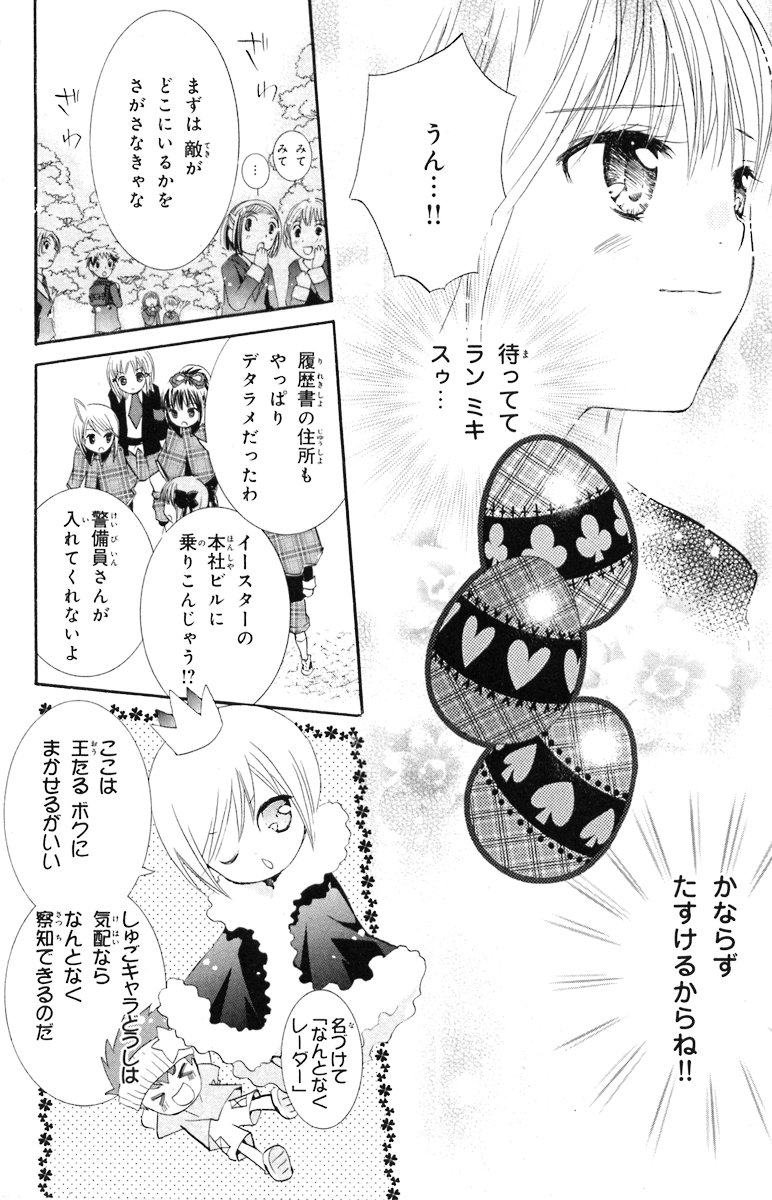 うん…!!
待ってて
ラン ミキ
スゥ…
かならず
たすけるからね!!
ざわ
ざわ
みて
みて
…
まずは 敵が
どこにいるかを
さがさなきゃな
履歴書の住所も
やっぱり
デタラメだったわ
イースターの
本社ビルに
乗りこんじゃう!?
警備員さんが
入れてくれないよ
ここは
王たる ボクに
まかせるがいい
しゅごキャラどうしは
気配なら
なんとなく
察知できるのだ
名づけて
「なんとなく
レーダー」